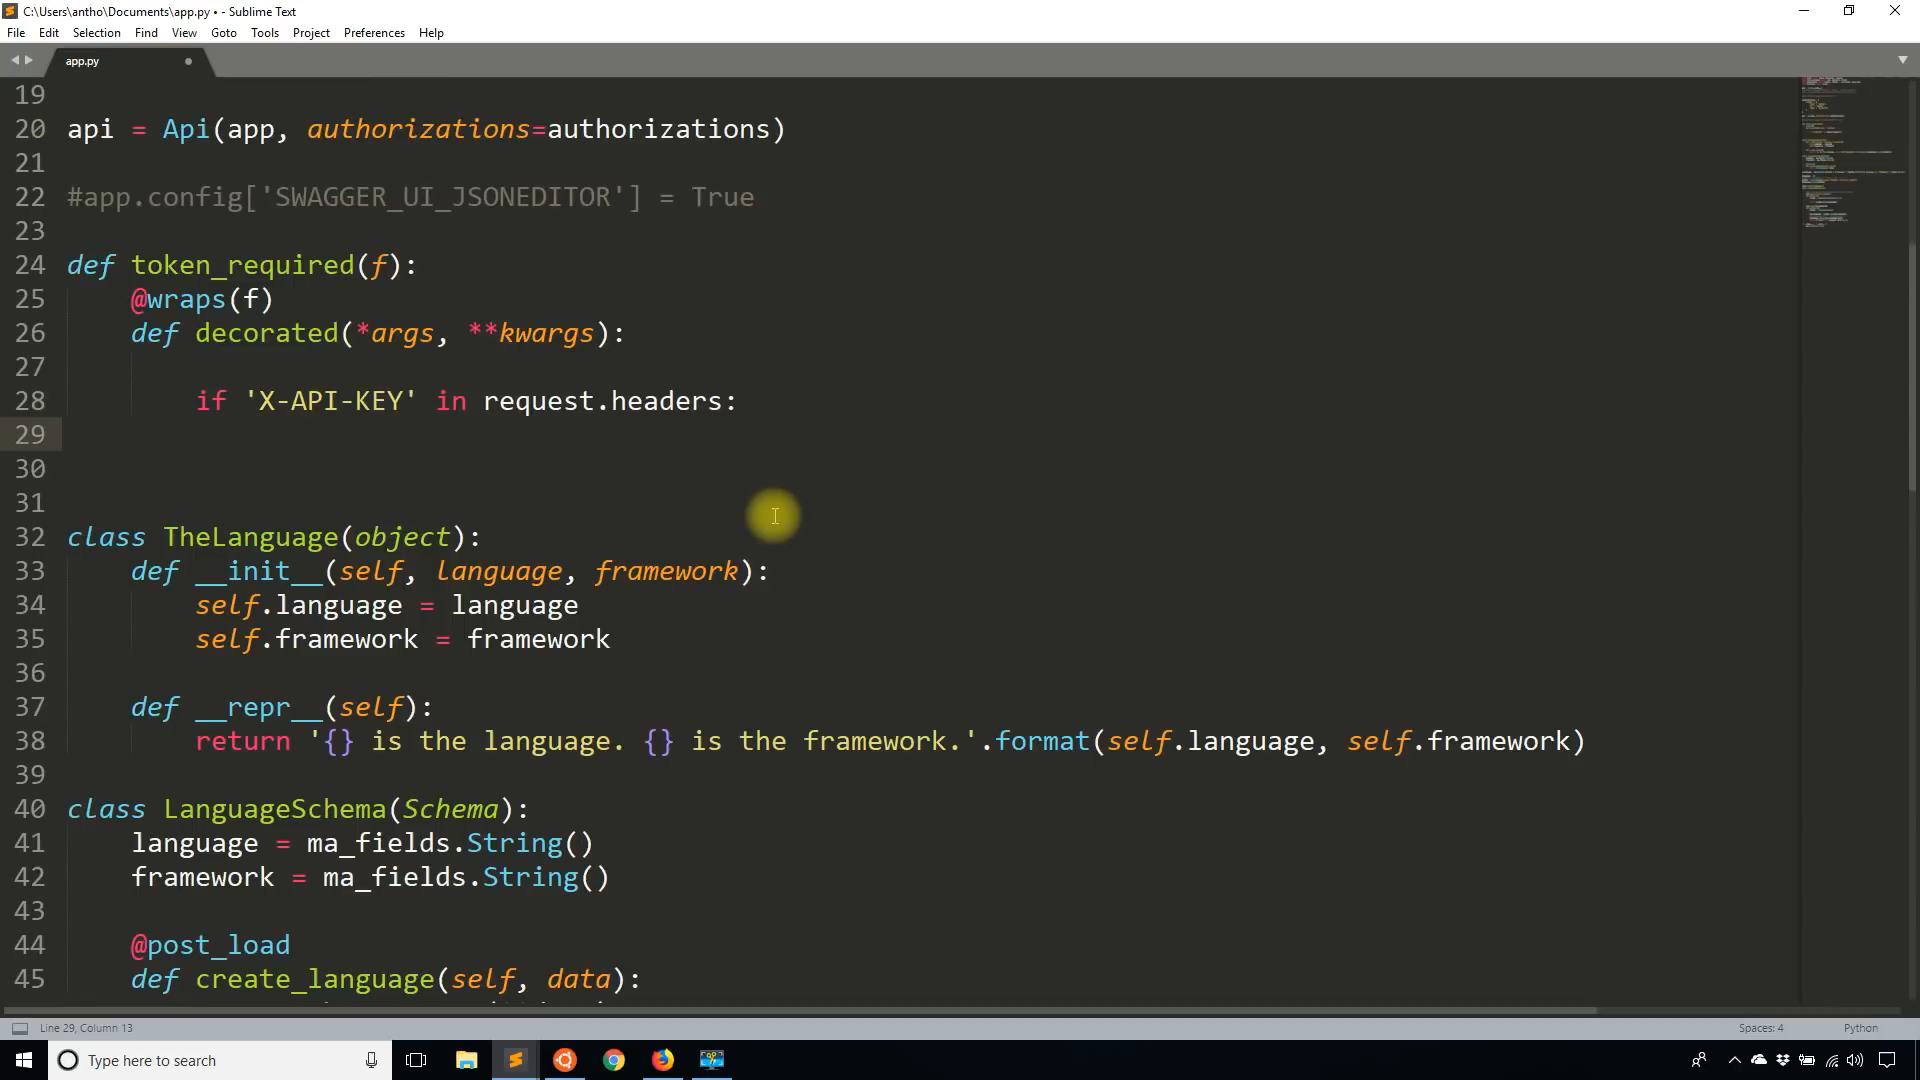 C:\Users\antho\Documents\app.py • - Sublime Text
File Edit Selection Find View Goto Tools Project Preferences Help
app.py
19
20 api = Api(app, authorizations=authorizations)
21
22 #app.config['SWAGGER_UI_JSONEDITOR'] = True
23
24 def token_required(f):
25     @wraps(f)
26     def decorated(*args, **kwargs):
27
28         if 'X-API-KEY' in request.headers:
29
30
31
32 class TheLanguage(object):
33     def __init__(self, language, framework):
34         self.language = language
35         self.framework = framework
36
37     def __repr__(self):
38         return '{} is the language. {} is the framework.'.format(self.language, self.framework)
39
40 class LanguageSchema(Schema):
41     language = ma_fields.String()
42     framework = ma_fields.String()
43
44     @post_load
45     def create_language(self, data):
Line 29, Column 13
Spaces: 4
Python
Type here to search